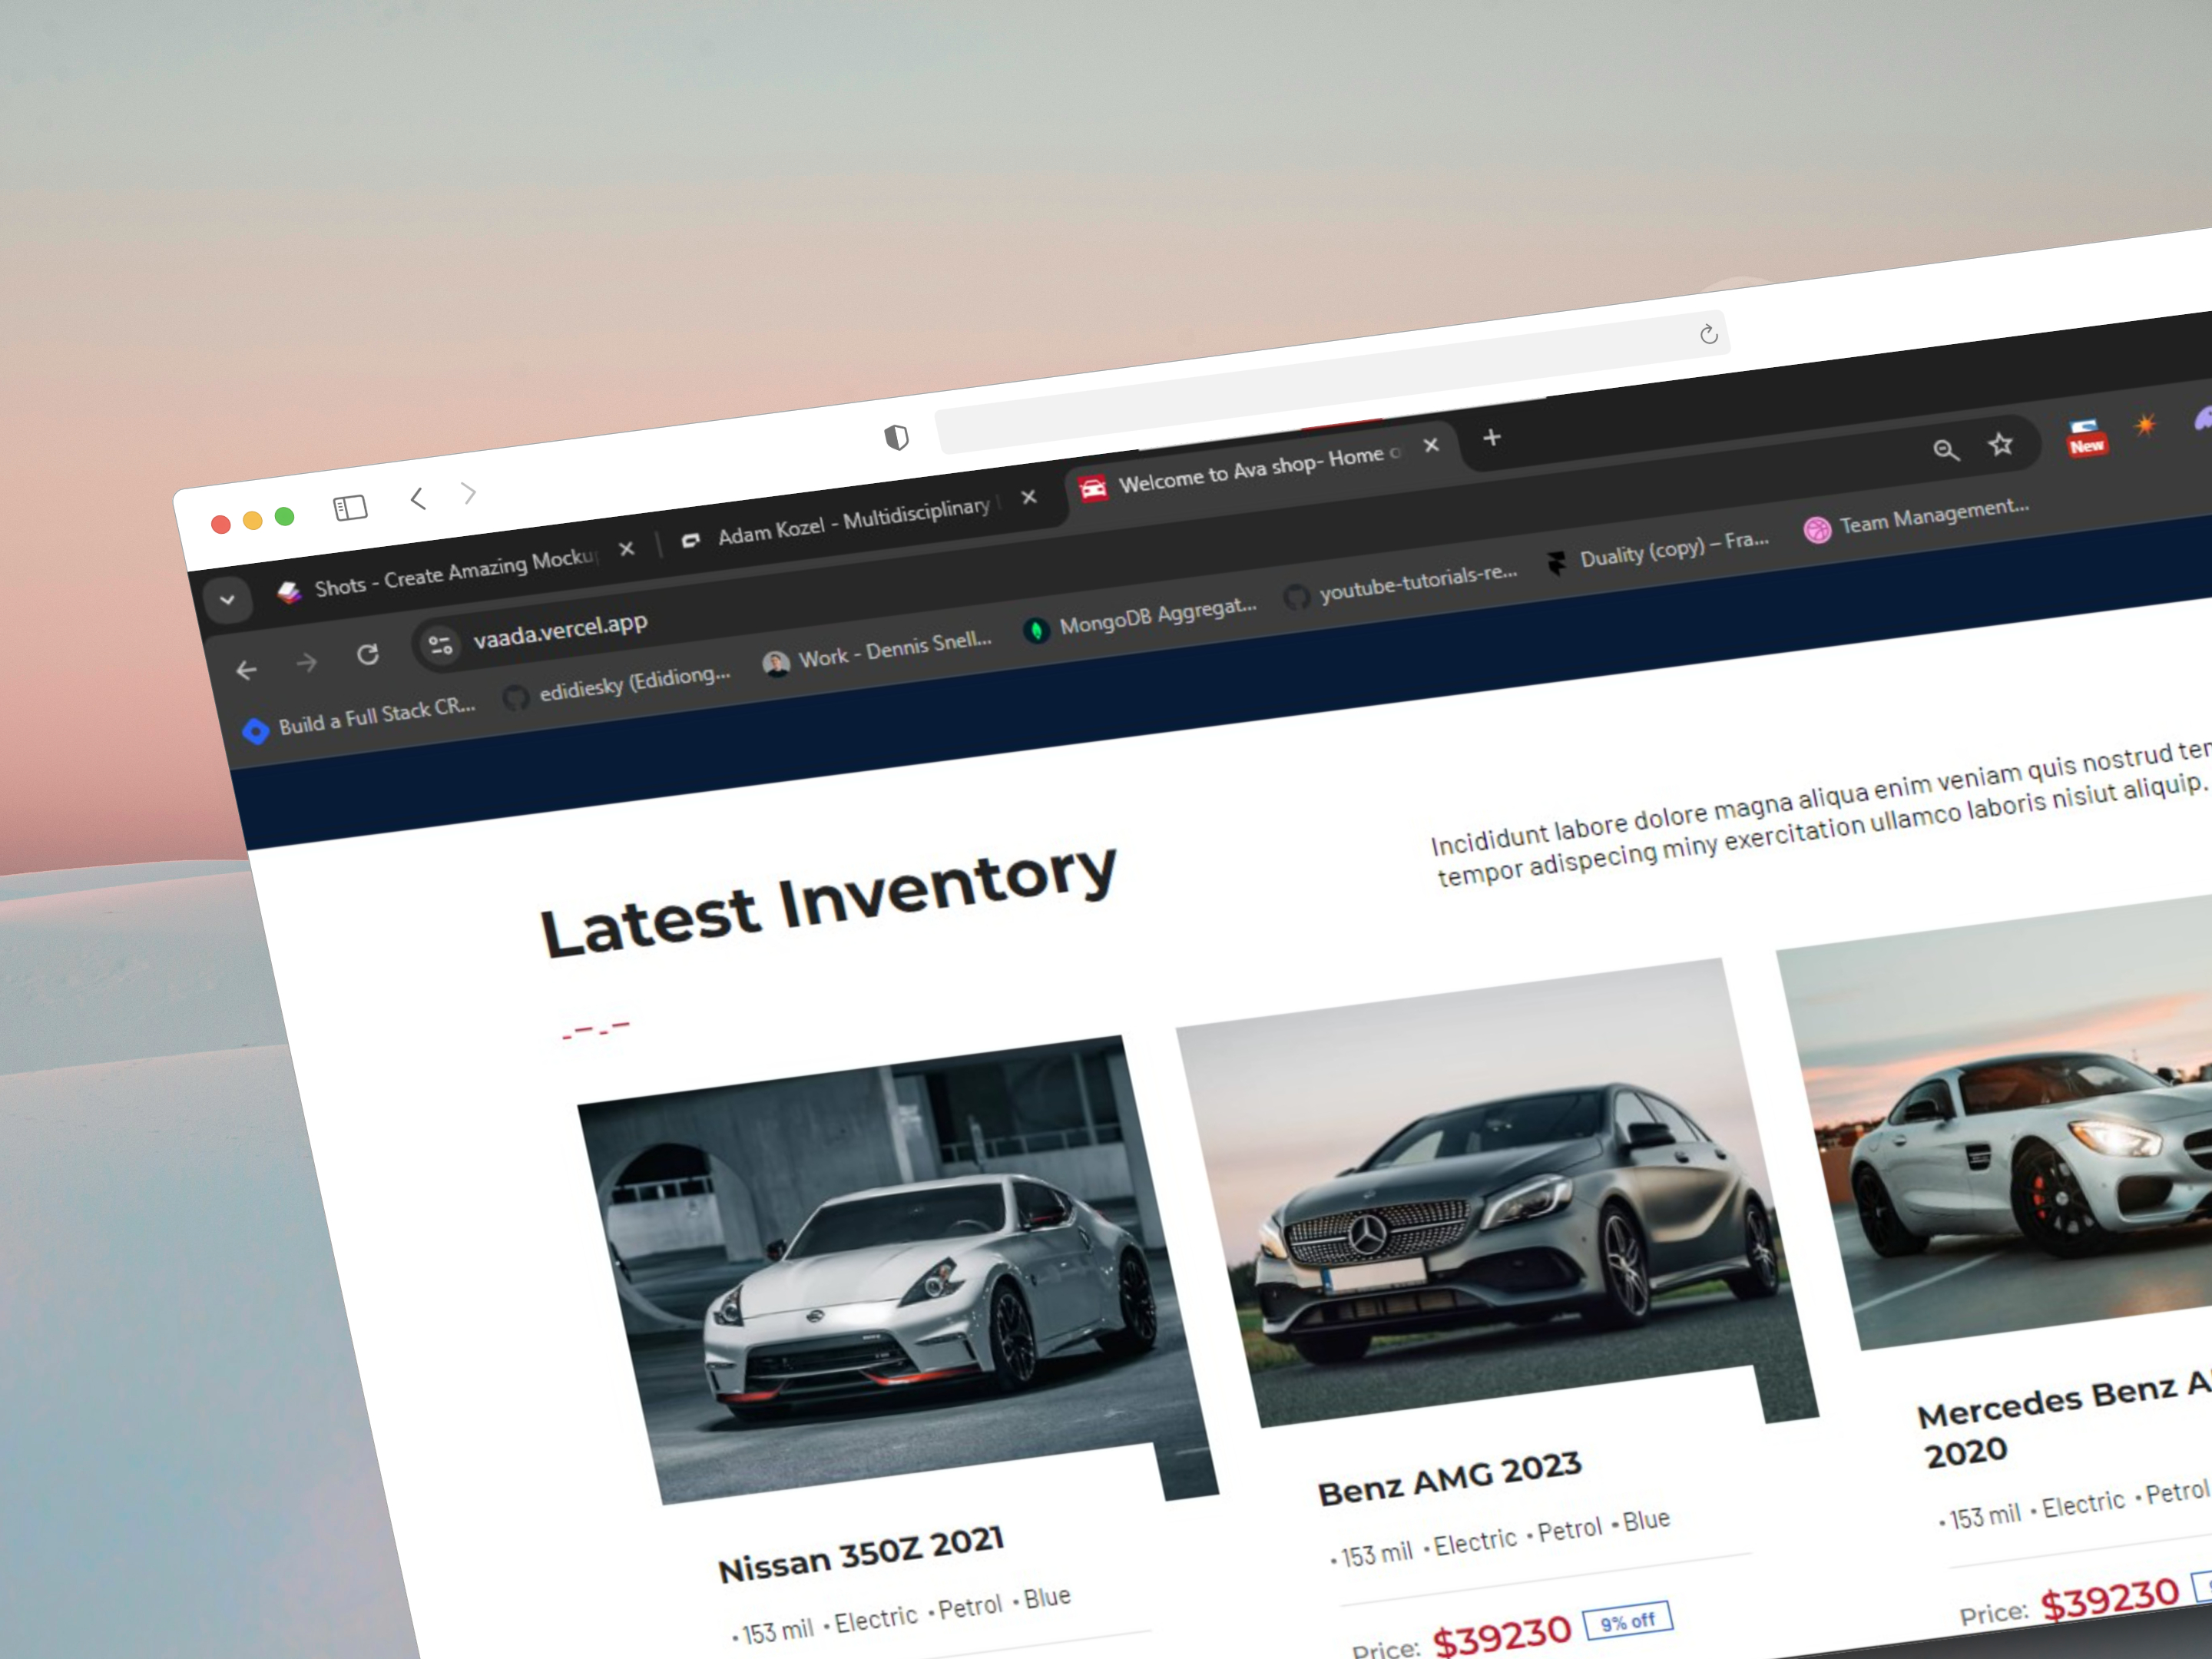 Shots - Create Amazing Mocku
Adam Kozel - Multidisciplinary
Welcome to Ava shop- Home o
New
vaada.vercel.app
Build a Full Stack CR...
edidiesky (Edidiong...
Work - Dennis Snell...
MongoDB Aggregat...
youtube-tutorials-re...
Duality (copy) – Fra...
Team Management...
Latest Inventory
Incididunt labore dolore magna aliqua enim veniam quis nostrud ter
tempor adispecing miny exercitation ullamco laboris nisiut aliquip.
Nissan 350Z 2021
• 153 mil • Electric • Petrol • Blue
Benz AMG 2023
• 153 mil • Electric • Petrol • Blue
Price: $39230 9% off
Mercedes Benz A
2020
• 153 mil • Electric • Petrol
Price: $39230